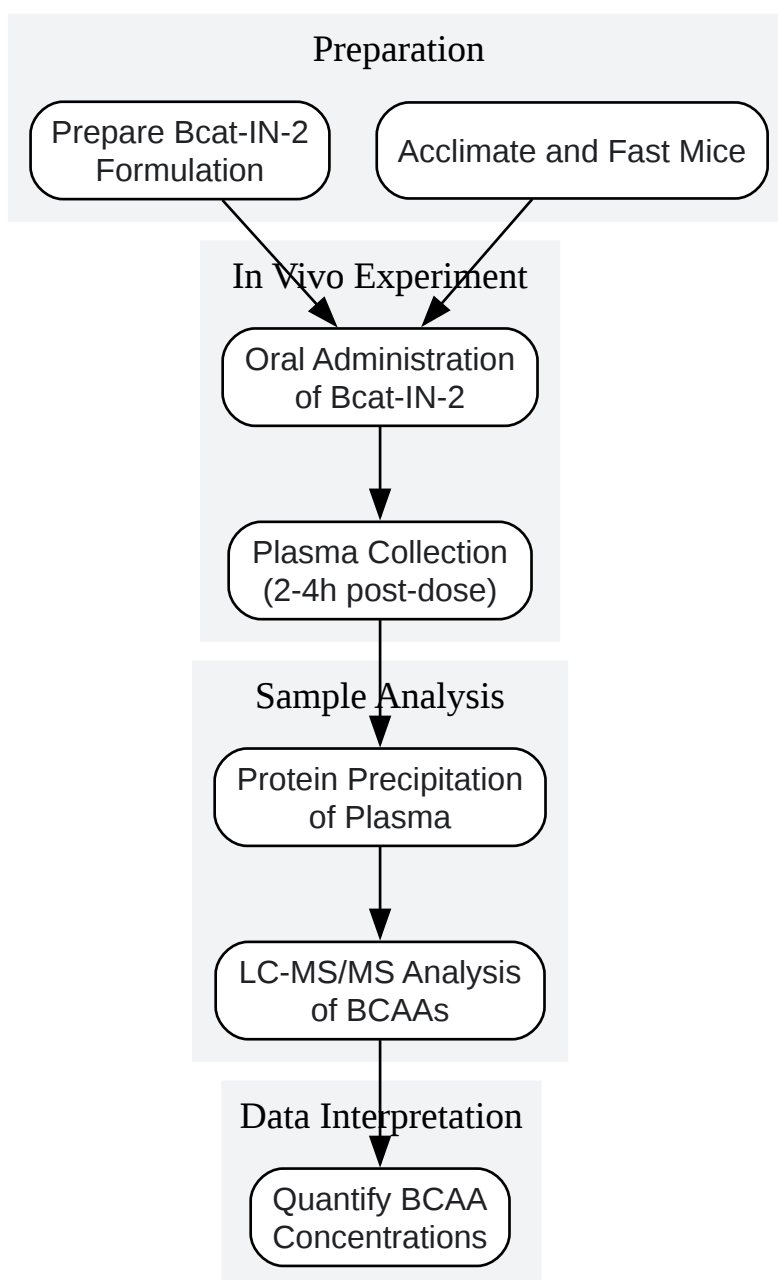 Preparation
Prepare Bcat-IN-2
Formulation
Acclimate and Fast Mice
In Vivo Experiment
Oral Administration
of Bcat-IN-2
Plasma Collection
(2-4h post-dose)
Sample Analysis
Protein Precipitation
of Plasma
LC-MS/MS Analysis
of BCAAs
Data Interpretation
Quantify BCAA
Concentrations